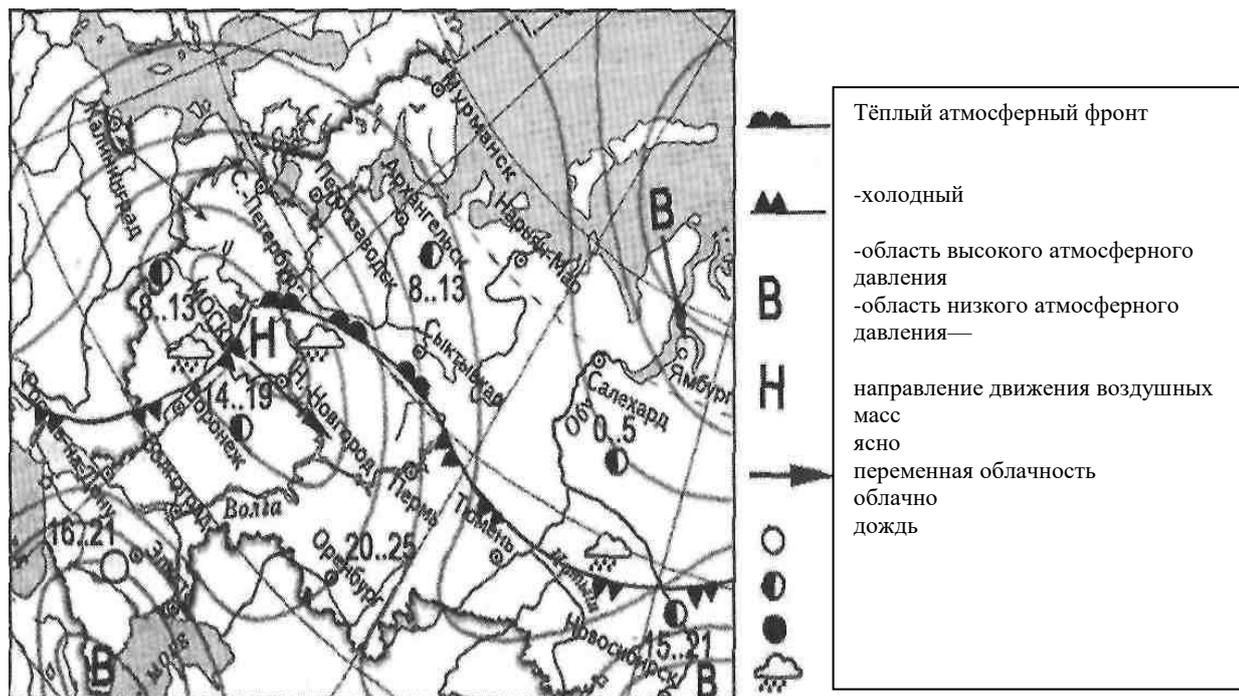 Калининград
Мурманск
С.-Петербург
Петрозаводск
Архангельск
Нарьян-Мар
В
8..13
8..13
МОСКВА
Н
Сыктывкар
Салехард
Ямбург
Обь
0..5
14..19
Воронеж
Н. Новгород
Волгоград
Волга
Пермь
Тюмень
Иртыш
16..21
Элиста
Оренбург
20..25
Новосибирск
15..21
море
В
В
В
Н
Тёплый атмосферный фронт
-холодный
-область высокого атмосферного
давления
-область низкого атмосферного
давления—
направление движения воздушных
масс
ясно
переменная облачность
облачно
дождь